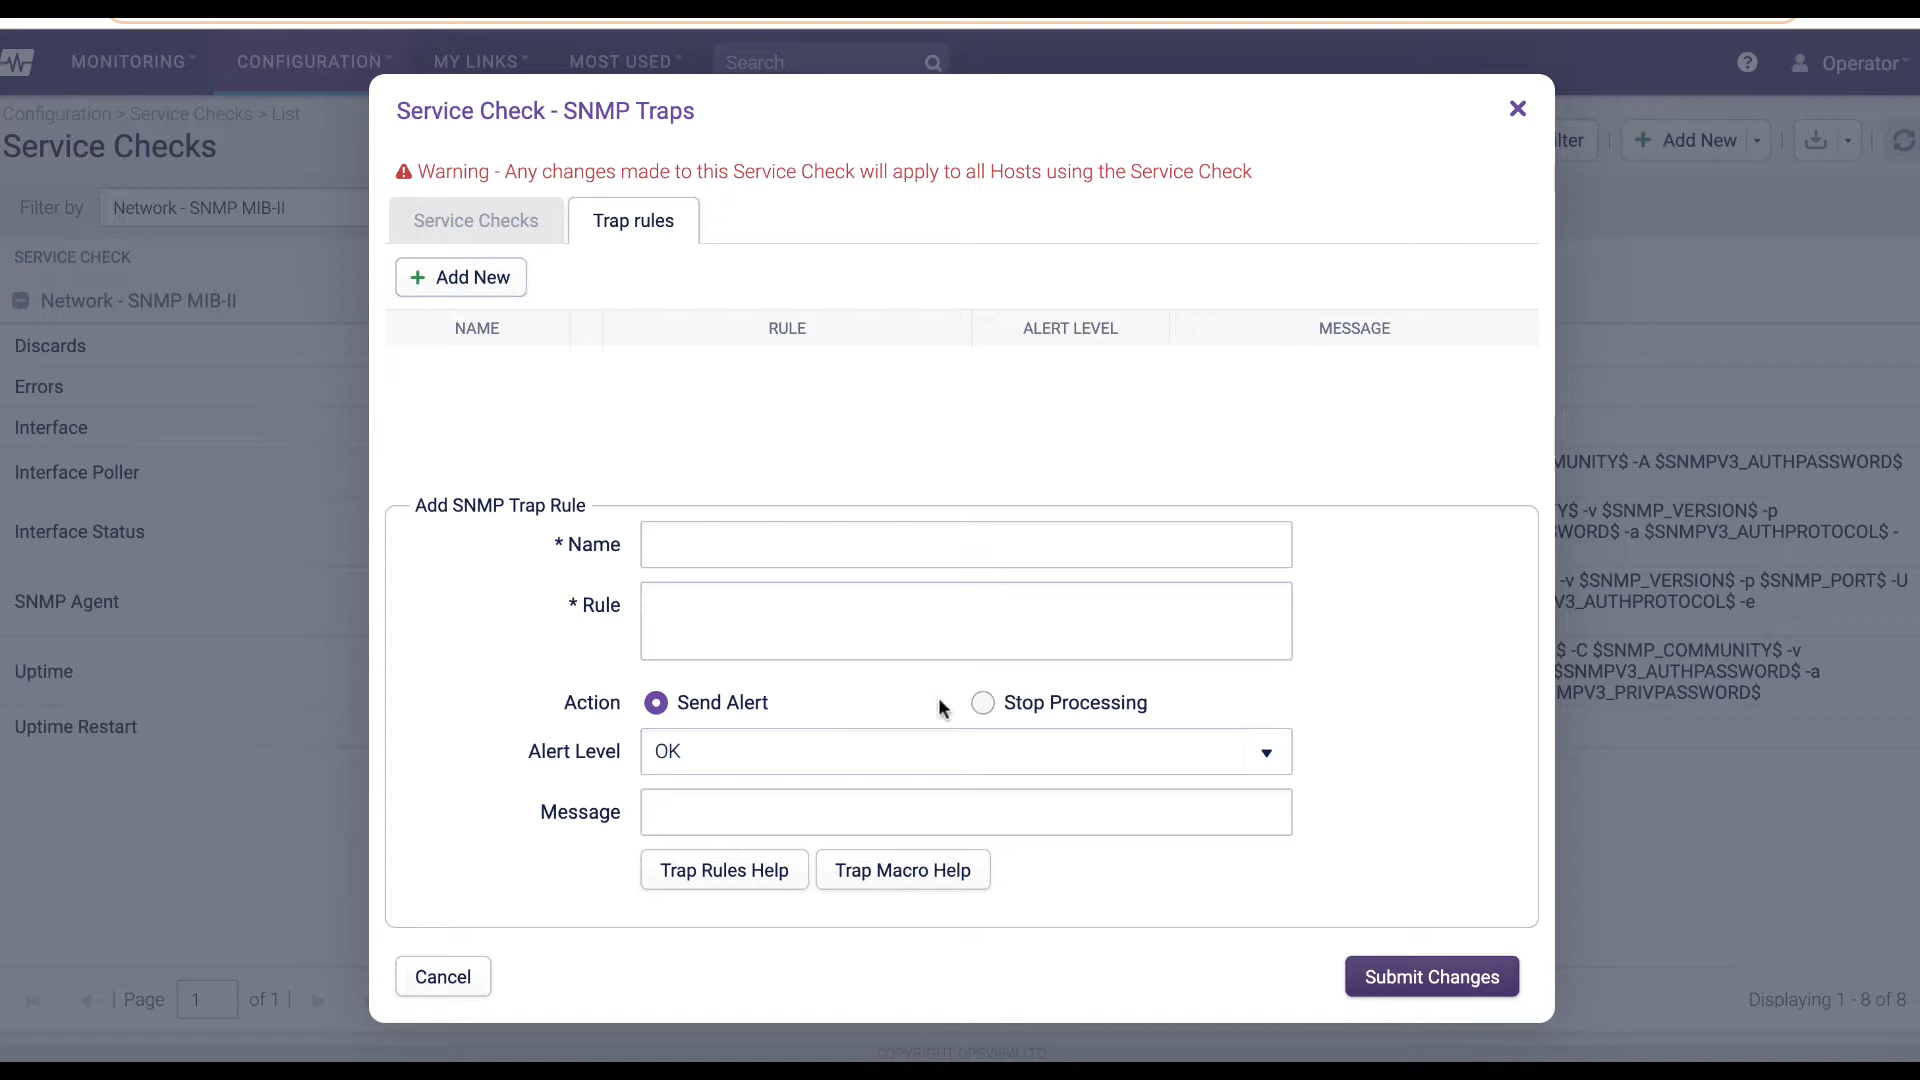 MONITORING
CONFIGURATION
MY LINKS
MOST USED
Search
?
Operator
Configuration > Service Checks > List
Service Checks
Filter by
Network - SNMP MIB-II
SERVICE CHECK
Network - SNMP MIB-II
Discards
Errors
Interface
Interface Poller
Interface Status
SNMP Agent
Uptime
Uptime Restart
Add New
Service Check - SNMP Traps
Warning - Any changes made to this Service Check will apply to all Hosts using the Service Check
Service Checks
Trap rules
+ Add New
NAME
RULE
ALERT LEVEL
MESSAGE
Add SNMP Trap Rule
* Name
* Rule
Action
Send Alert
Stop Processing
Alert Level
OK
Message
Trap Rules Help
Trap Macro Help
Cancel
Submit Changes
-A $SNMPV3_AUTHPASSWORD$
-v $SNMP_VERSION$ -p
-a $SNMPV3_AUTHPROTOCOL$ -
-v $SNMP_VERSION$ -p $SNMP_PORT$ -U
-e
-C $SNMP_COMMUNITY$ -v
$SNMPV3_AUTHPASSWORD$ -a
Page 1 of 1
Displaying 1 - 8 of 8
COPYRIGHT OPSVIEW LTD